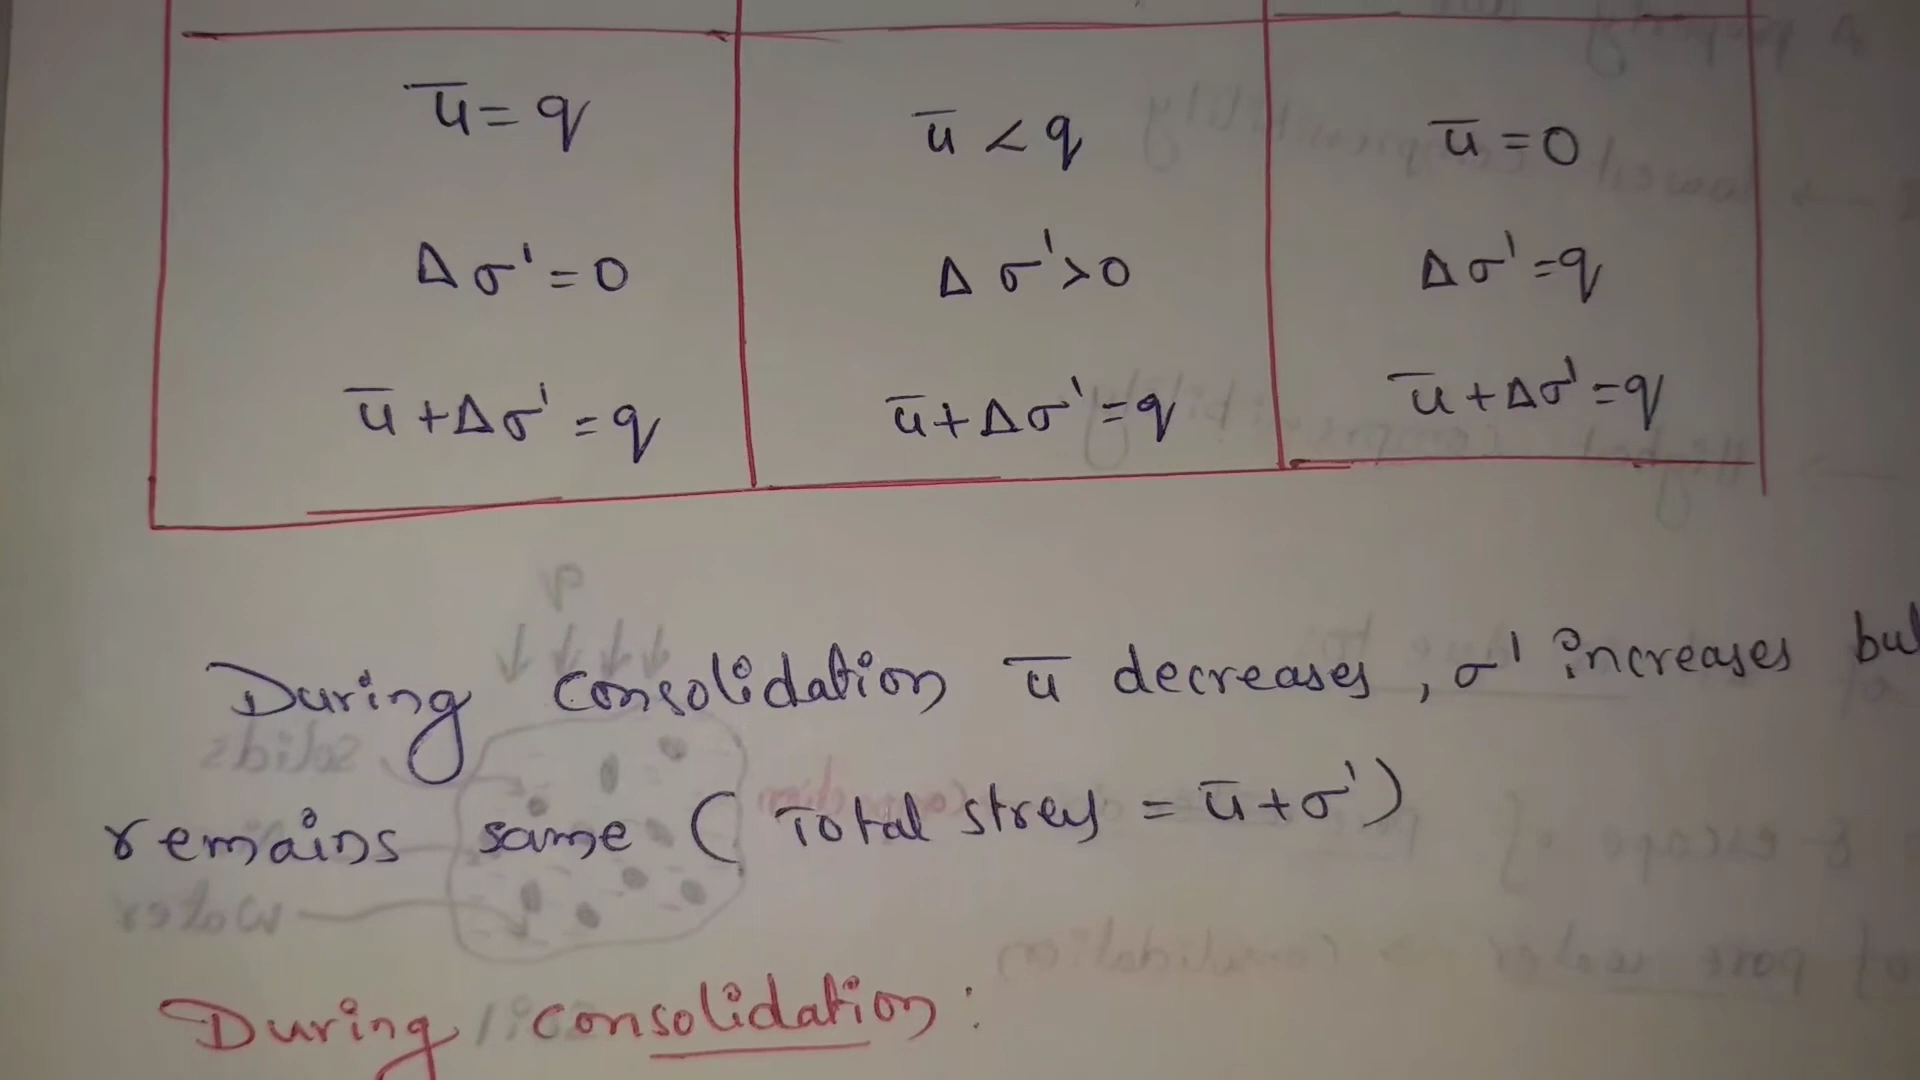 u̅ = q
Δσ' = 0
u̅ + Δσ' = q
u̅ < q
Δσ' > 0
u̅ + Δσ' = q
u̅ = 0
Δσ' = q
u̅ + Δσ' = q
During consolidation u̅ decreases, σ' increases
remains same (Total stress = u̅ + σ')
During consolidation: